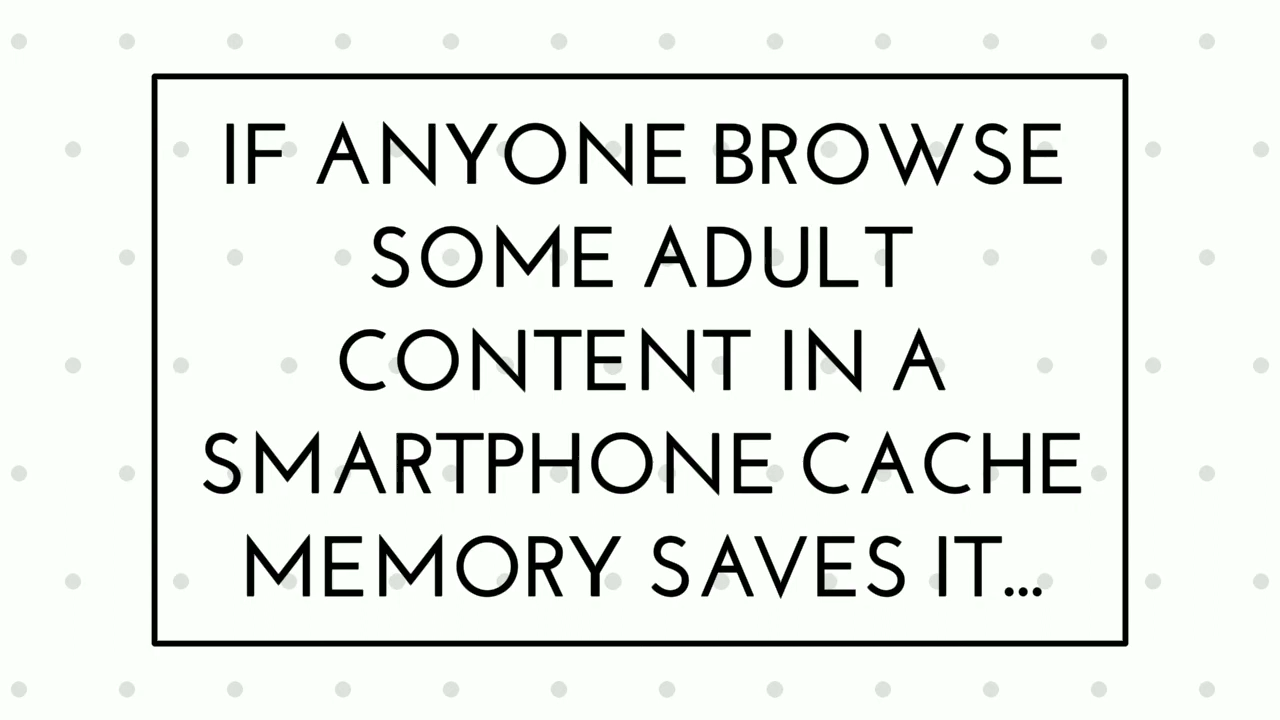 IF ANYONE BROWSE
SOME ADULT
CONTENT IN A
SMARTPHONE CACHE
MEMORY SAVES IT...